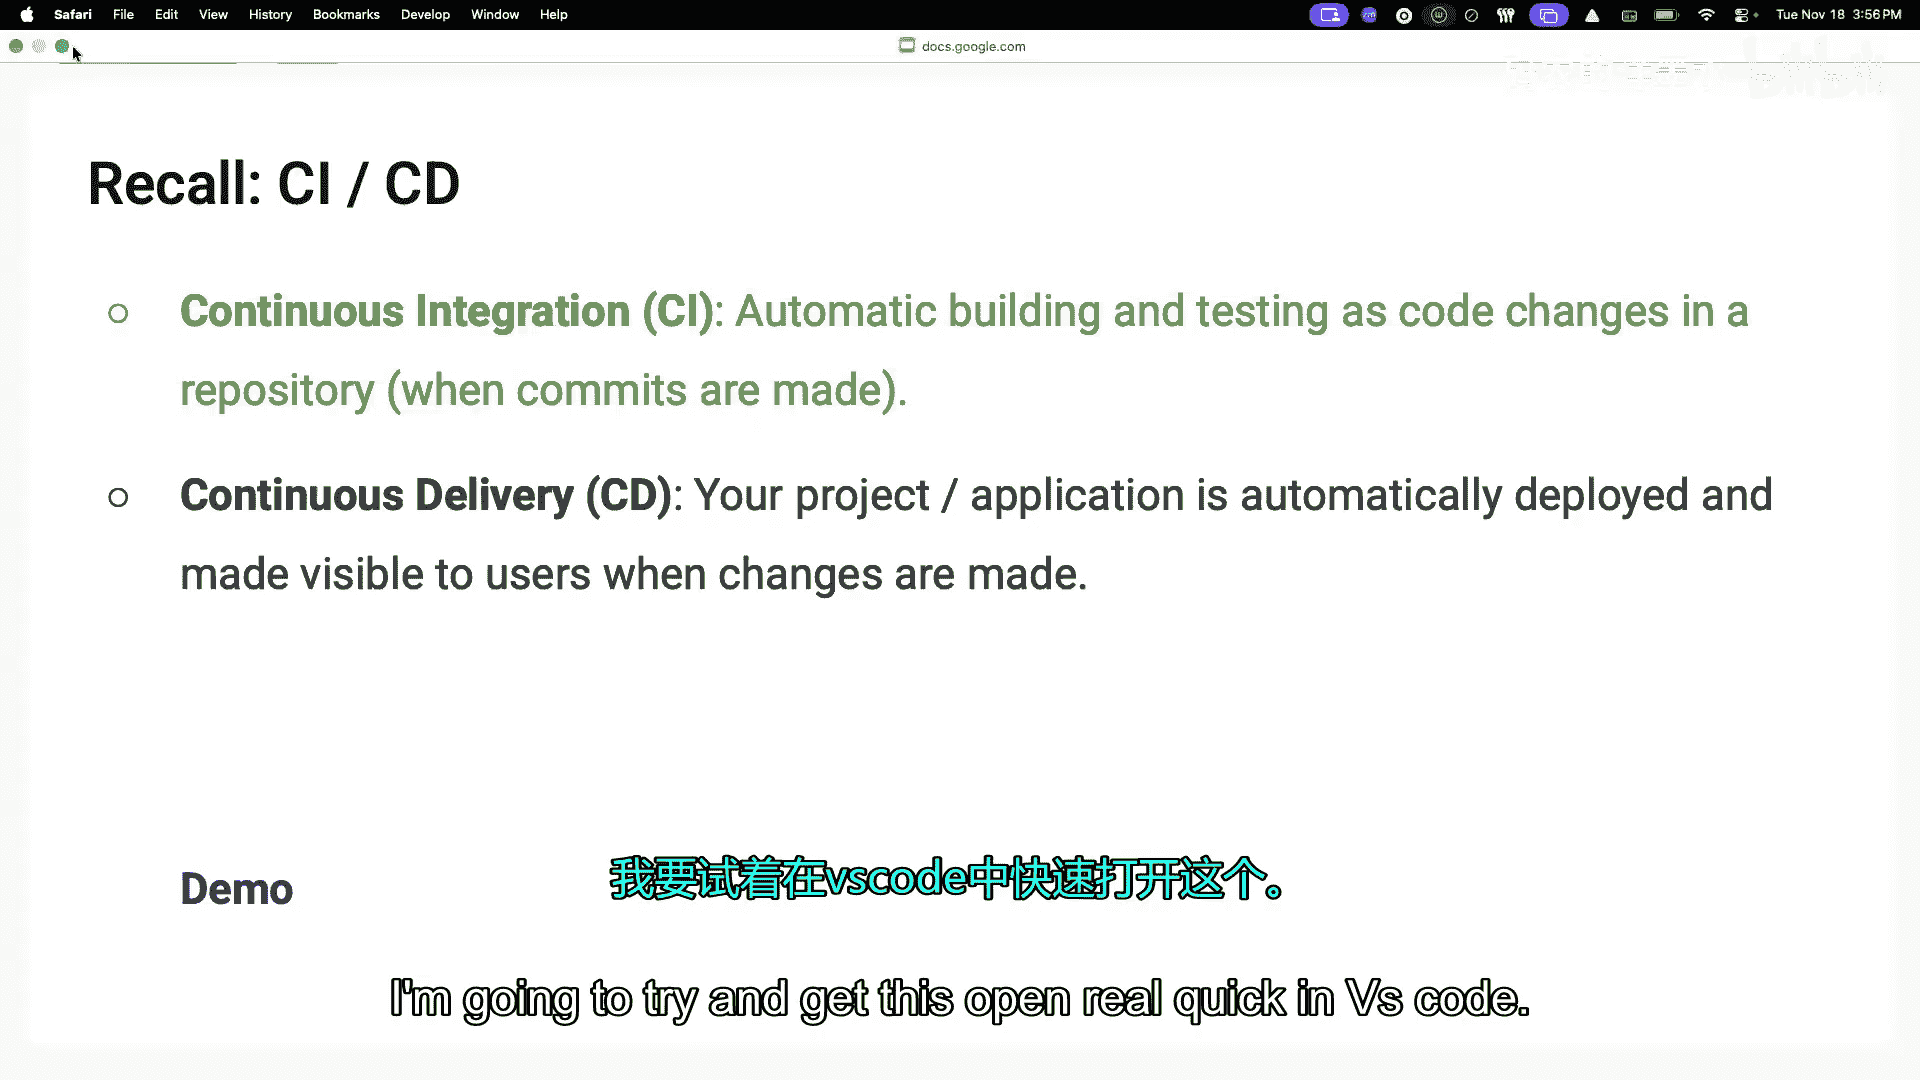 Safari File Edit View History Bookmarks Develop Window Help Tue Nov 18 3:56 PM
docs.google.com
Recall: CI / CD
Continuous Integration (CI): Automatic building and testing as code changes in a
repository (when commits are made).
Continuous Delivery (CD): Your project / application is automatically deployed and
made visible to users when changes are made.
Demo
我要试着在vscode中快速打开这个。
I'm going to try and get this open real quick in Vs code.